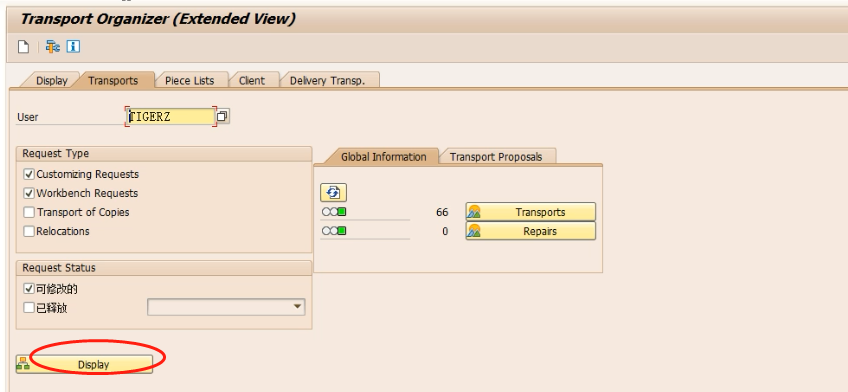 Transport Organizer (Extended View)
Display Transports Piece Lists Client Delivery Transp.
User TIGERZ
Request Type
Customizing Requests
Workbench Requests
Transport of Copies
Relocations
Global Information Transport Proposals
66 Transports
0 Repairs
Request Status
可修改的
已釋放
Display